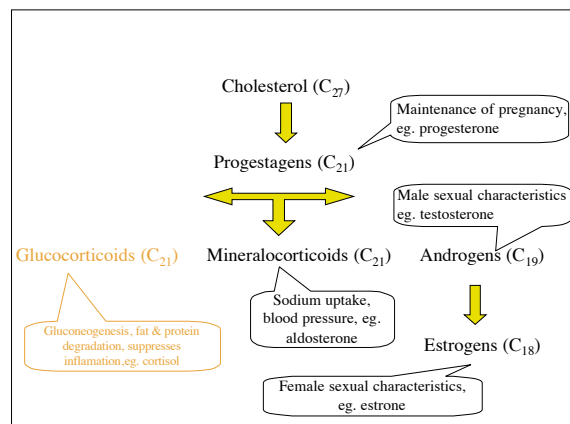 Cholesterol (C27)
Maintenance of pregnancy,
eg. progesterone
Progestagens (C21)
Male sexual characteristics
eg. testosterone
Glucocorticoids (C21)
Mineralocorticoids (C21)
Androgens (C19)
Gluconeogenesis, fat & protein
degradation, suppresses
inflamation,eg. cortisol
Sodium uptake,
blood pressure, eg.
aldosterone
Estrogens (C18)
Female sexual characteristics,
eg. estrone